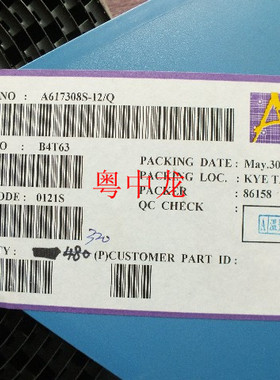 NO : A617308S-12/Q
O : B4T63
PACKING DATE : May.30
PACKING LOC. : KYE T
PACKER : 86158
QC CHECK :
粤中龙
ODE : 0121S
320
TY: 480 (P)CUSTOMER PART ID :